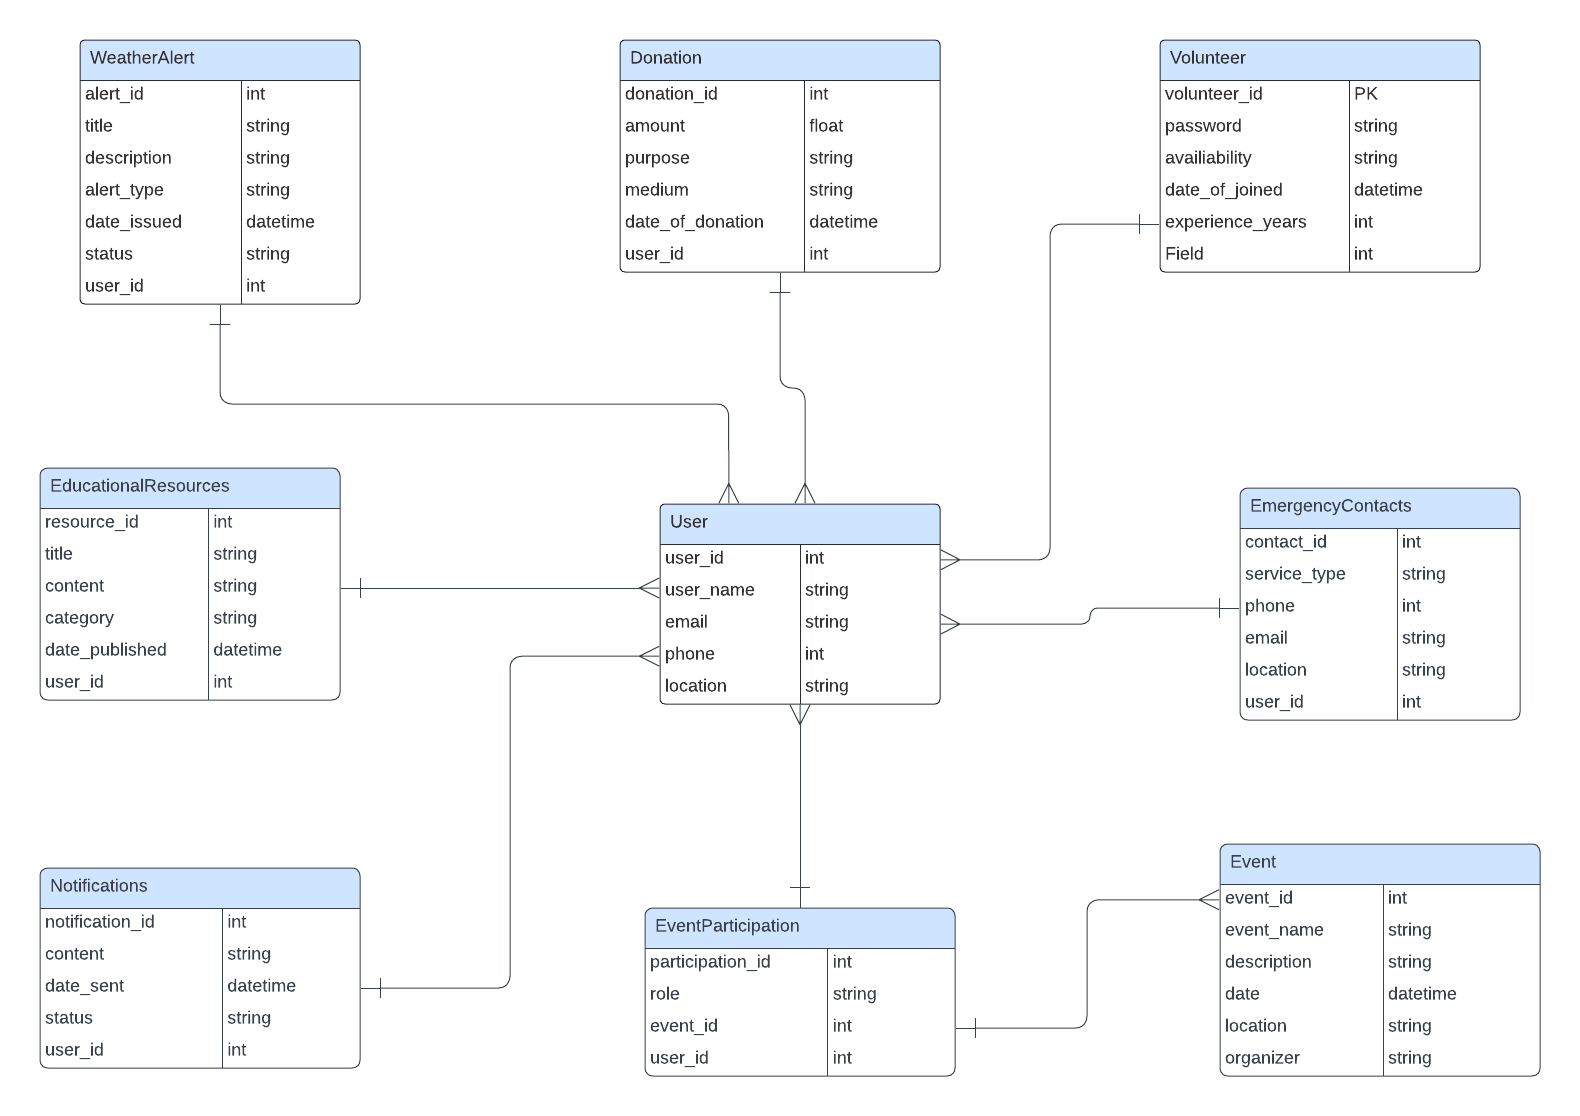 WeatherAlert
alert_id int
title string
description string
alert_type string
date_issued datetime
status string
user_id int
Donation
donation_id int
amount float
purpose string
medium string
date_of_donation datetime
user_id int
Volunteer
volunteer_id PK
password string
availiability string
date_of_joined datetime
experience_years int
Field int
EducationalResources
resource_id int
title string
content string
category string
date_published datetime
user_id int
User
user_id int
user_name string
email string
phone int
location string
EmergencyContacts
contact_id int
service_type string
phone int
email string
location string
user_id int
Notifications
notification_id int
content string
date_sent datetime
status string
user_id int
EventParticipation
participation_id int
role string
event_id int
user_id int
Event
event_id int
event_name string
description string
date datetime
location string
organizer string